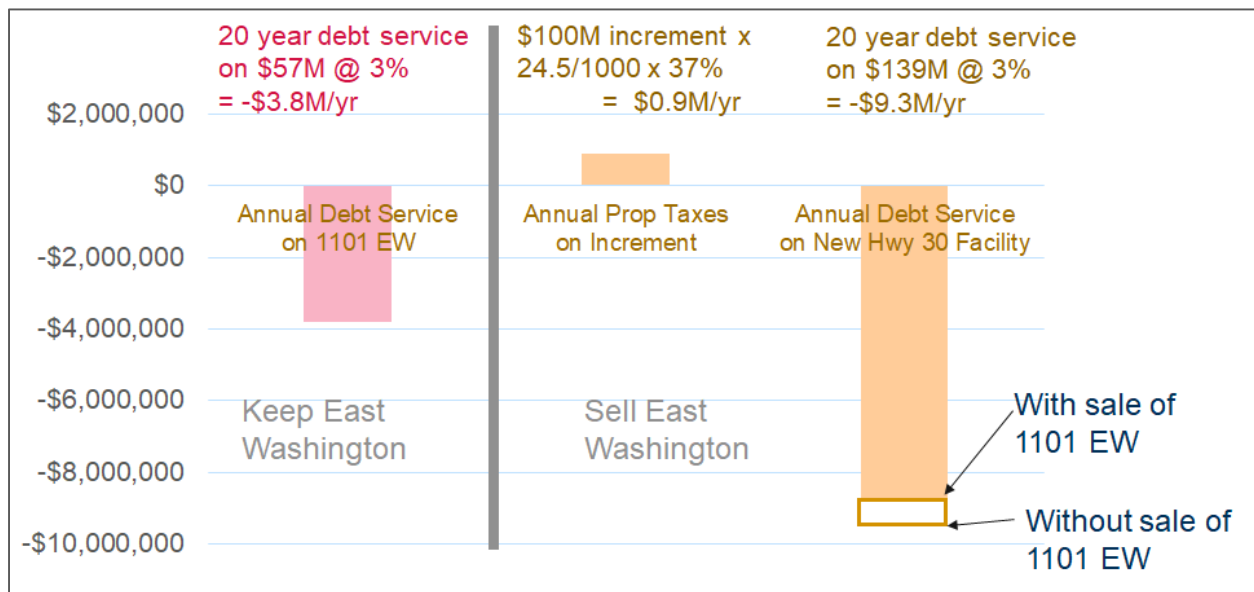 20 year debt service
on $57M @ 3%
= -$3.8M/yr
$100M increment x
24.5/1000 x 37%
= $0.9M/yr
20 year debt service
on $139M @ 3%
= -$9.3M/yr
$2,000,000
$0
-$2,000,000
-$4,000,000
-$6,000,000
-$8,000,000
-$10,000,000
Annual Debt Service
on 1101 EW
Annual Prop Taxes
on Increment
Annual Debt Service
on New Hwy 30 Facility
Keep East
Washington
Sell East
Washington
With sale of
1101 EW
Without sale of
1101 EW